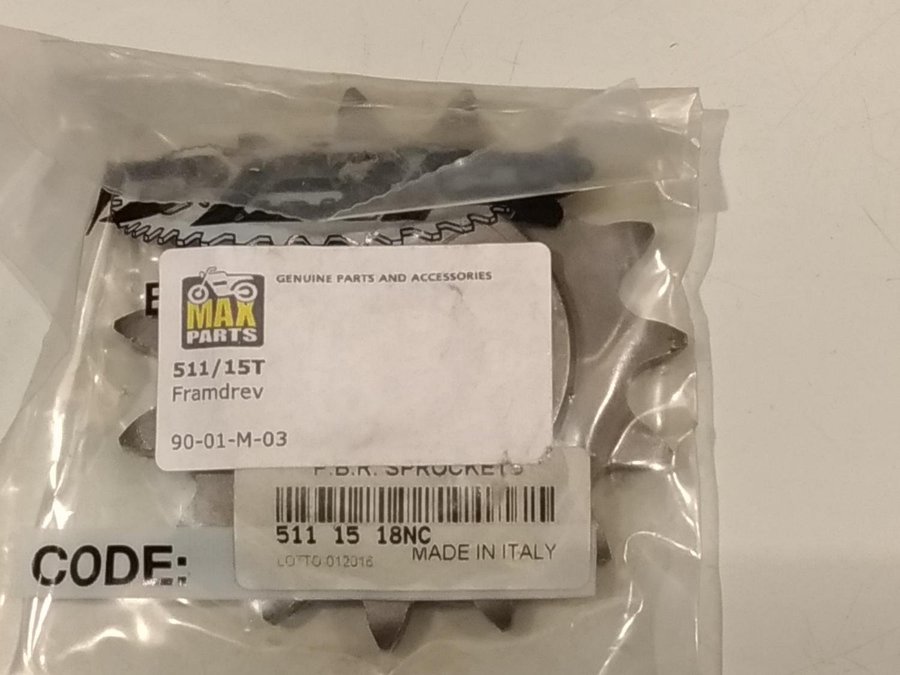 GENUINE PARTS AND ACCESSORIES
MAX
PARTS
511/15T
Framdrev
90-01-M-03
P.B.R. SPROCKETS
511 15 18NC
MADE IN ITALY
LOTTO 012016
CODE: